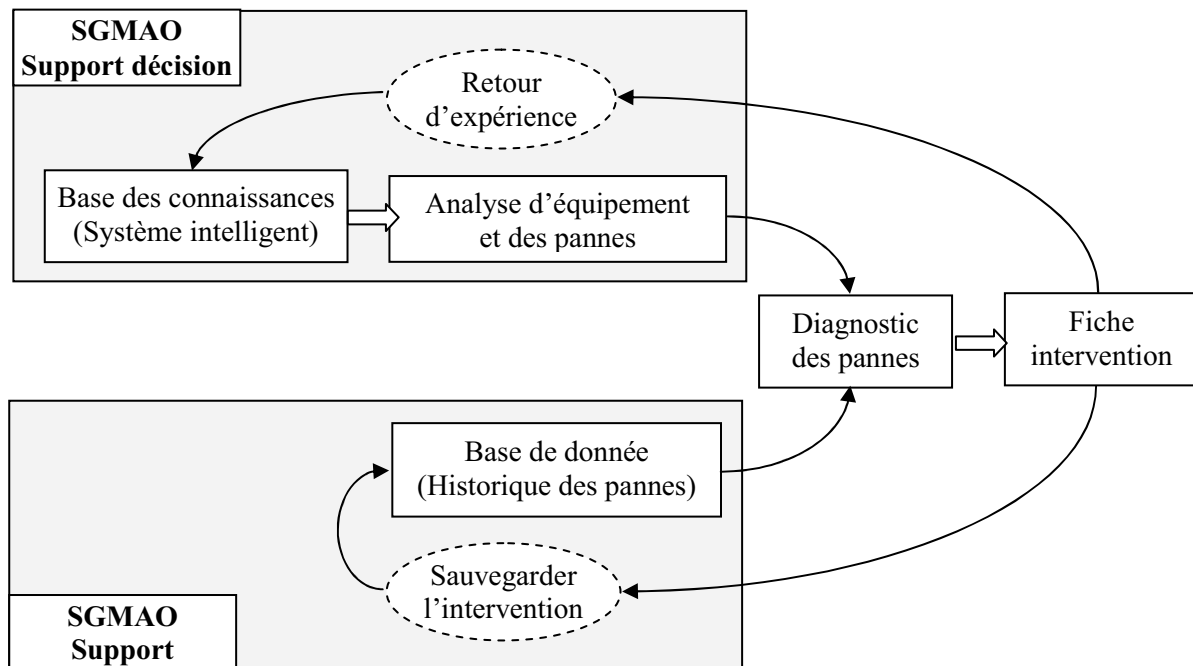 SGMAO
Support décision
Retour
d’expérience
Base des connaissances
(Système intelligent)
Analyse d’équipement
et des pannes
Diagnostic
des pannes
Fiche
intervention
Base de donnée
(Historique des pannes)
Sauvegarder
l’intervention
SGMAO
Support